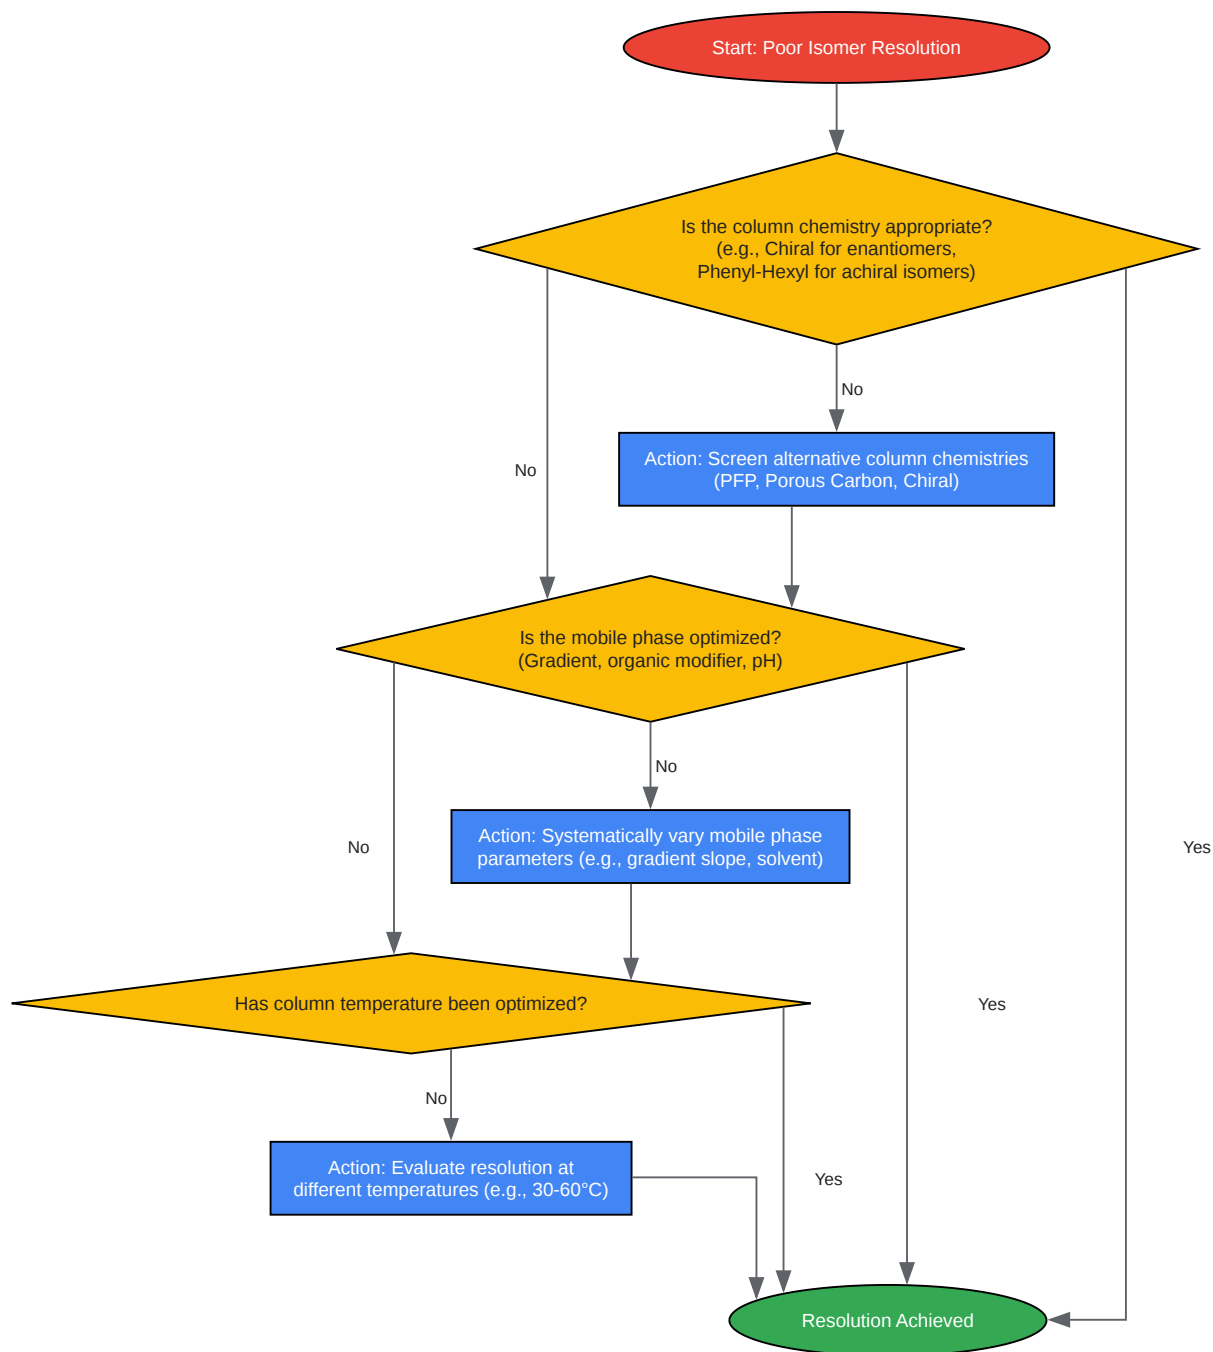 Start: Poor Isomer Resolution
Is the column chemistry appropriate?
(e.g., Chiral for enantiomers,
Phenyl-Hexyl for achiral isomers)
No
Action: Screen alternative column chemistries
(PFP, Porous Carbon, Chiral)
No
Is the mobile phase optimized?
(Gradient, organic modifier, pH)
No
Action: Systematically vary mobile phase
parameters (e.g., gradient slope, solvent)
No
Yes
Has column temperature been optimized?
Yes
No
Action: Evaluate resolution at
different temperatures (e.g., 30-60°C)
Yes
Resolution Achieved